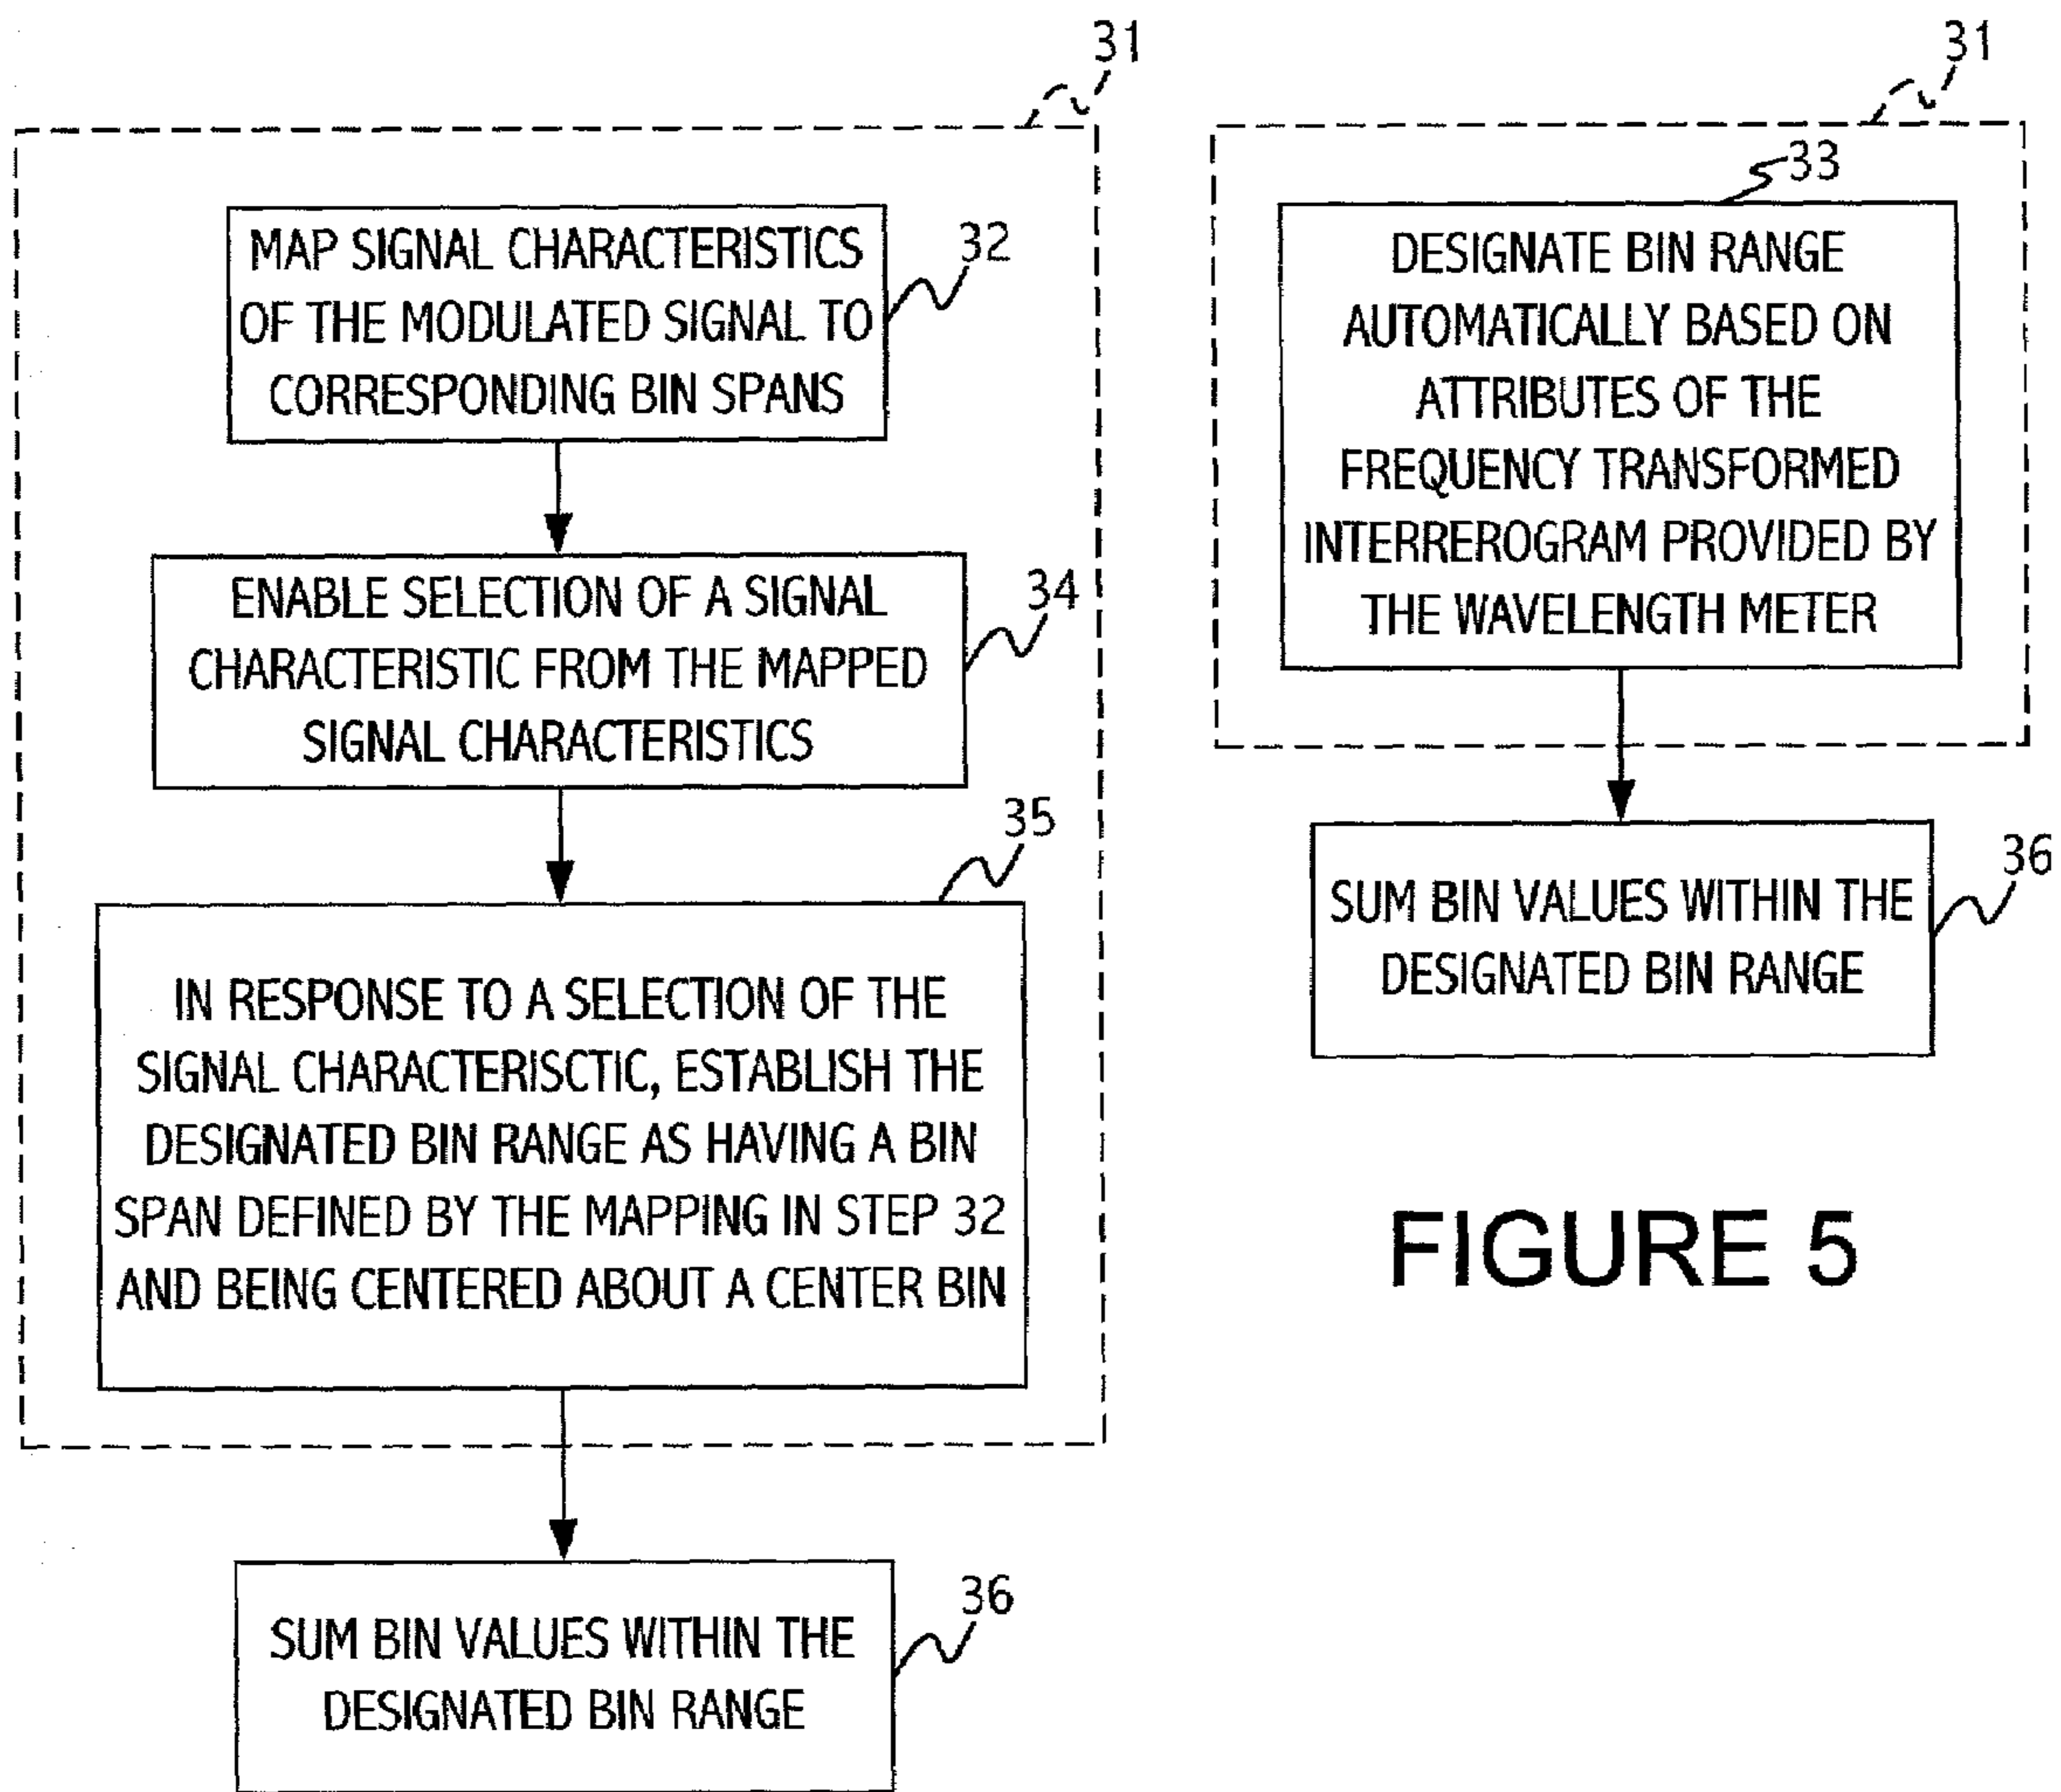 31
MAP SIGNAL CHARACTERISTICS
OF THE MODULATED SIGNAL TO
CORRESPONDING BIN SPANS
32
ENABLE SELECTION OF A SIGNAL
CHARACTERISTIC FROM THE MAPPED
SIGNAL CHARACTERISTICS
34
35
IN RESPONSE TO A SELECTION OF THE
SIGNAL CHARACTERISCTIC, ESTABLISH THE
DESIGNATED BIN RANGE AS HAVING A BIN
SPAN DEFINED BY THE MAPPING IN STEP 32
AND BEING CENTERED ABOUT A CENTER BIN
SUM BIN VALUES WITHIN THE
DESIGNATED BIN RANGE
36
31
33
DESIGNATE BIN RANGE
AUTOMATICALLY BASED ON
ATTRIBUTES OF THE
FREQUENCY TRANSFORMED
INTERREROGRAM PROVIDED BY
THE WAVELENGTH METER
SUM BIN VALUES WITHIN THE
DESIGNATED BIN RANGE
36
FIGURE 5